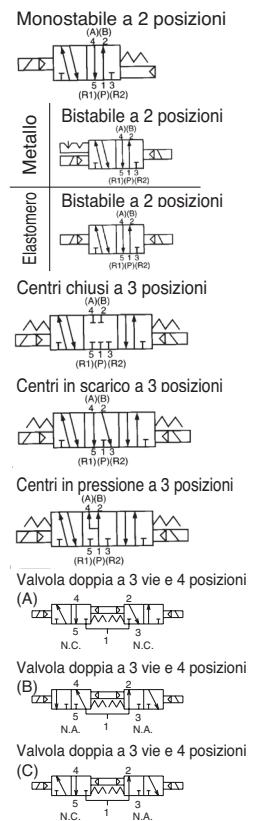 Monostabile a 2 posizioni
(A)(B)
4 2
5 1 3
(R1)(P)(R2)
Metallo
Bistabile a 2 posizioni
(A)(B)
4 2
5 1 3
(R1)(P)(R2)
Elastomero
Bistabile a 2 posizioni
(A)(B)
4 2
5 1 3
(R1)(P)(R2)
Centri chiusi a 3 posizioni
(A)(B)
4 2
5 1 3
(R1)(P)(R2)
Centri in scarico a 3 posizioni
(A)(B)
4 2
5 1 3
(R1)(P)(R2)
Centri in pressione a 3 posizioni
(A)(B)
4 2
5 1 3
(R1)(P)(R2)
Valvola doppia a 3 vie e 4 posizioni
(A)
4 2
5 3
N.C. 1 N.C.
Valvola doppia a 3 vie e 4 posizioni
(B)
4 2
5 3
N.A. 1 N.A.
Valvola doppia a 3 vie e 4 posizioni
(C)
4 2
5 3
N.C. 1 N.A.